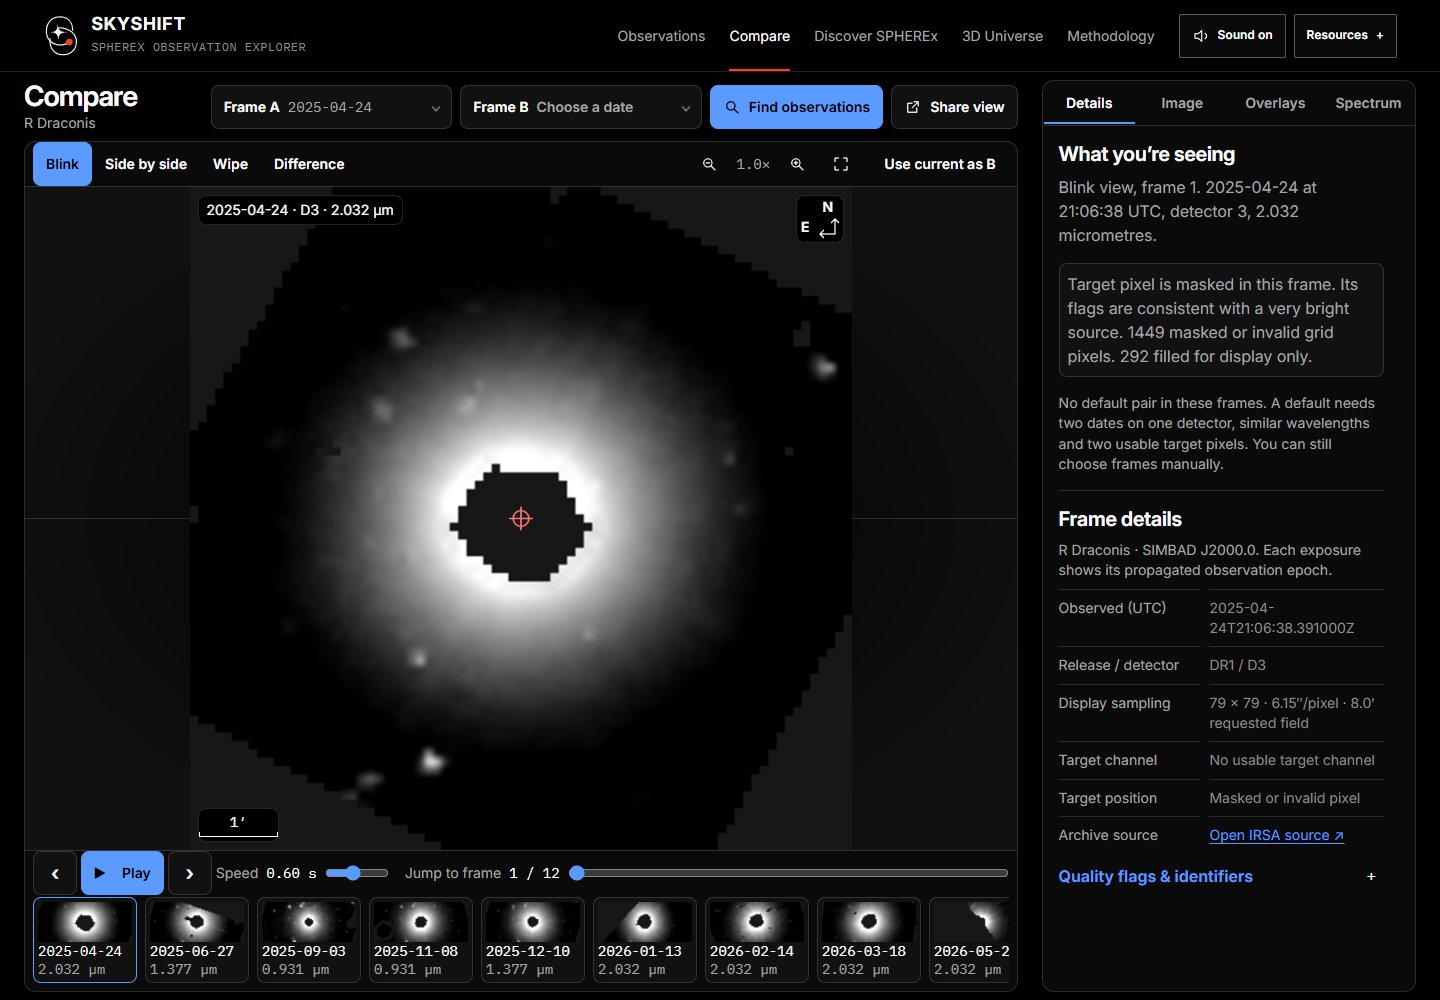 SKYSHIFT
SPHEREX OBSERVATION EXPLORER
Observations
Compare
Discover SPHEREx
3D Universe
Methodology
Sound on
Resources +
Compare
R Draconis
Frame A 2025-04-24
Frame B Choose a date
Find observations
Share view
Blink
Side by side
Wipe
Difference
1.0×
Use current as B
2025-04-24 · D3 · 2.032 µm
N
E
1′
‹
Play
›
Speed 0.60 s
Jump to frame 1 / 12
2025-04-24
2.032 µm
2025-06-27
1.377 µm
2025-09-03
0.931 µm
2025-11-08
0.931 µm
2025-12-10
1.377 µm
2026-01-13
2.032 µm
2026-02-14
2.032 µm
2026-03-18
2.032 µm
2026-05-2
2.032 µm
Details
Image
Overlays
Spectrum
What you’re seeing
Blink view, frame 1. 2025-04-24 at
21:06:38 UTC, detector 3, 2.032
micrometres.
Target pixel is masked in this frame. Its
flags are consistent with a very bright
source. 1449 masked or invalid grid
pixels. 292 filled for display only.
No default pair in these frames. A default needs
two dates on one detector, similar wavelengths
and two usable target pixels. You can still
choose frames manually.
Frame details
R Draconis · SIMBAD J2000.0. Each exposure
shows its propagated observation epoch.
Observed (UTC)
2025-04-
24T21:06:38.391000Z
Release / detector
DR1 / D3
Display sampling
79 × 79 · 6.15″/pixel · 8.0′
requested field
Target channel
No usable target channel
Target position
Masked or invalid pixel
Archive source
Open IRSA source ↗
Quality flags & identifiers +